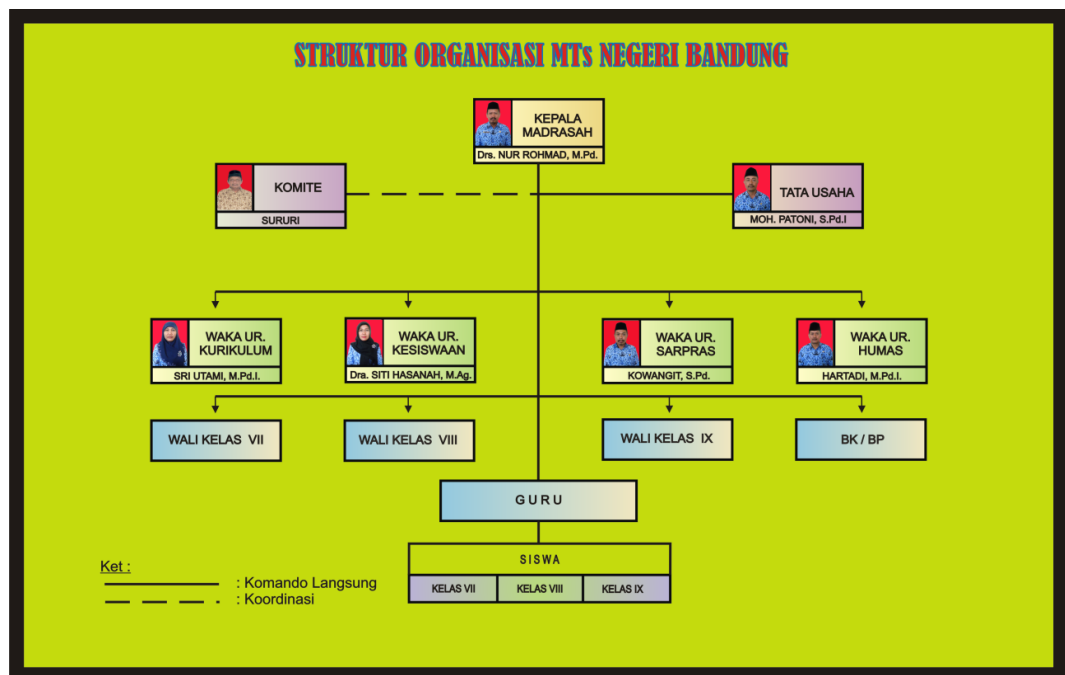 STRUKTUR ORGANISASI MTs NEGERI BANDUNG
KEPALA
MADRASAH
Drs. NUR ROHMAD, M.Pd.
KOMITE
SURURI
TATA USAHA
MOH. PATONI, S.Pd.I
WAKA UR.
KURIKULUM
SRI UTAMI, M.Pd.I.
WAKA UR.
KESISWAAN
Dra. SITI HASANAH, M.Ag.
WAKA UR.
SARPRAS
KOWANGIT, S.Pd.
WAKA UR.
HUMAS
HARTADI, M.Pd.I.
WALI KELAS VII
WALI KELAS VIII
WALI KELAS IX
BK / BP
G U R U
S I S W A
KELAS VII
KELAS VIII
KELAS IX
Ket :
: Komando Langsung
: Koordinasi